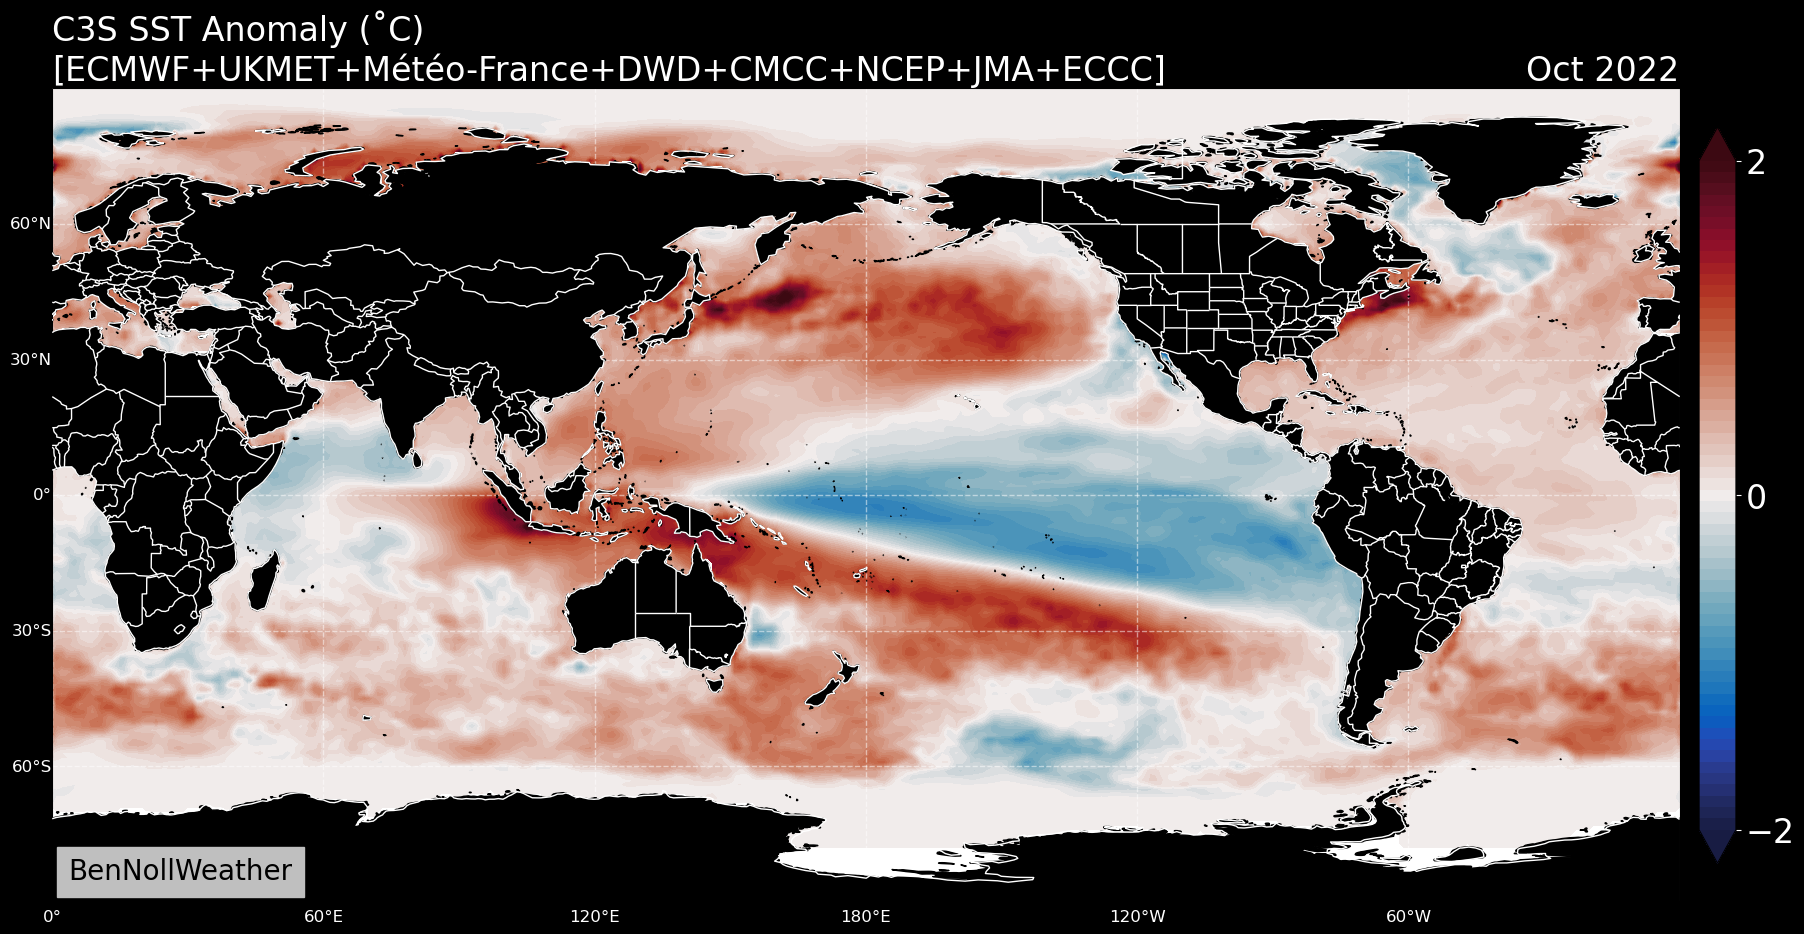 C3S SST Anomaly (˚C)
[ECMWF+UKMET+Météo-France+DWD+CMCC+NCEP+JMA+ECCC]
Oct 2022
60°N
30°N
0°
30°S
60°S
2
0
−2
BenNollWeather
0°
60°E
120°E
180°E
120°W
60°W